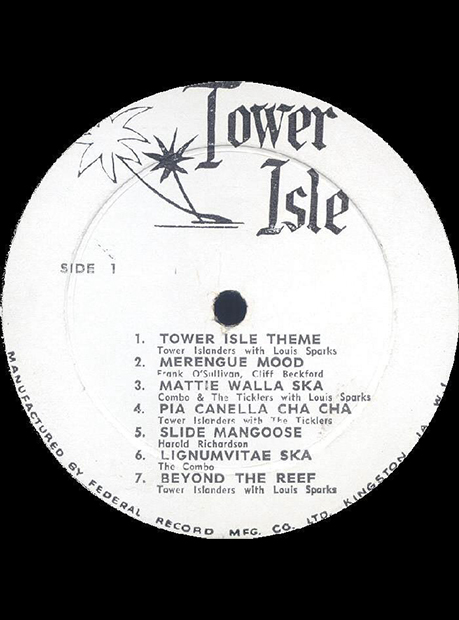 Tower
Isle
SIDE 1
1. TOWER ISLE THEME
Tower Islanders with Louis Sparks
2. MERENGUE MOOD
Frank O'Sullivan, Cliff Beckford
3. MATTIE WALLA SKA
Combo & The Ticklers with Louis Sparks
4. PIA CANELLA CHA CHA
Tower Islanders with The Ticklers
5. SLIDE MANGOOSE
Harold Richardson
6. LIGNUMVITAE SKA
The Combo
7. BEYOND THE REEF
Tower Islanders with Louis Sparks
MANUFACTURED BY FEDERAL RECORD MFG. CO. LTD. KINGSTON JA. W.I.